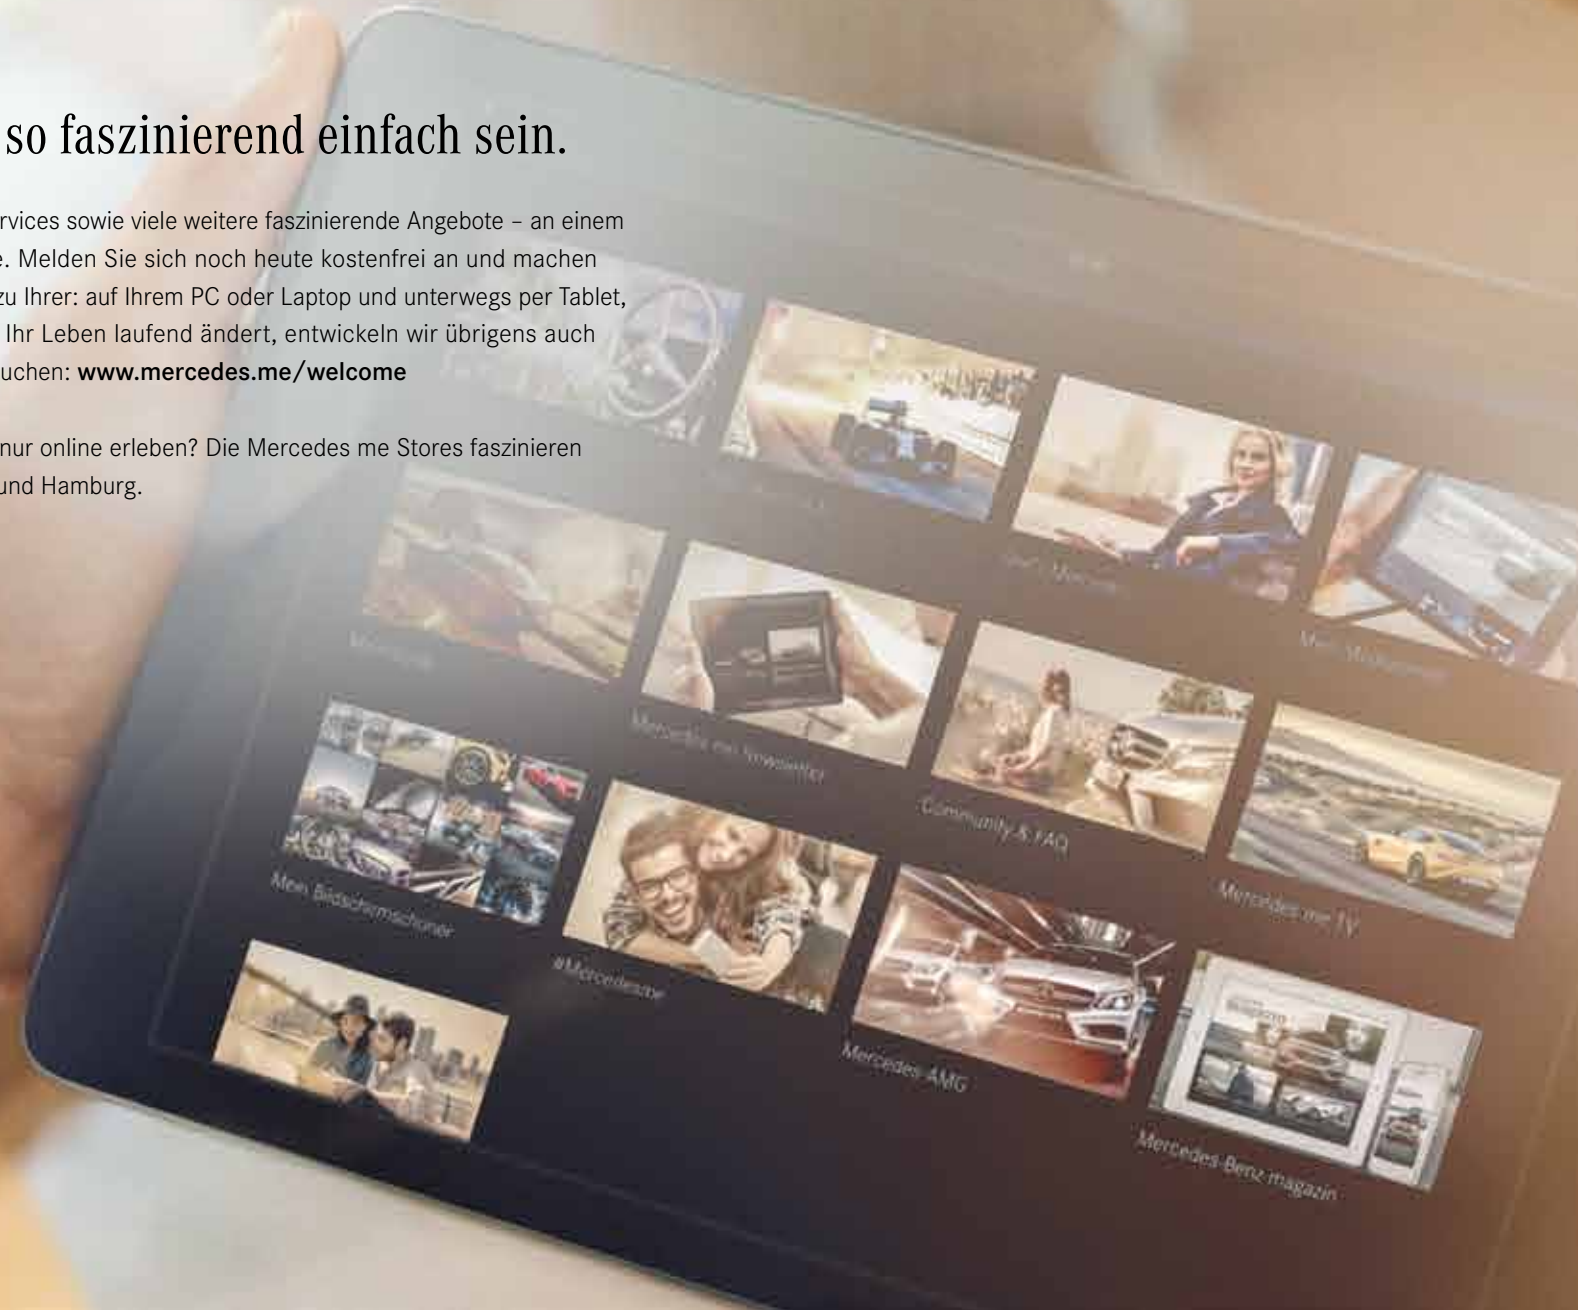 so faszinierend einfach sein.
rvices sowie viele weitere faszinierende Angebote – an einem
e. Melden Sie sich noch heute kostenfrei an und machen
zu Ihrer: auf Ihrem PC oder Laptop und unterwegs per Tablet,
Ihr Leben laufend ändert, entwickeln wir übrigens auch
uchen: www.mercedes.me/welcome
nur online erleben? Die Mercedes me Stores faszinieren
und Hamburg.
Mercedes me Newsletter
Community & FAQ
Mercedes me TV
Mein Bildschirmschoner
#Mercedesme
Mercedes-AMG
Mercedes-Benz magazin